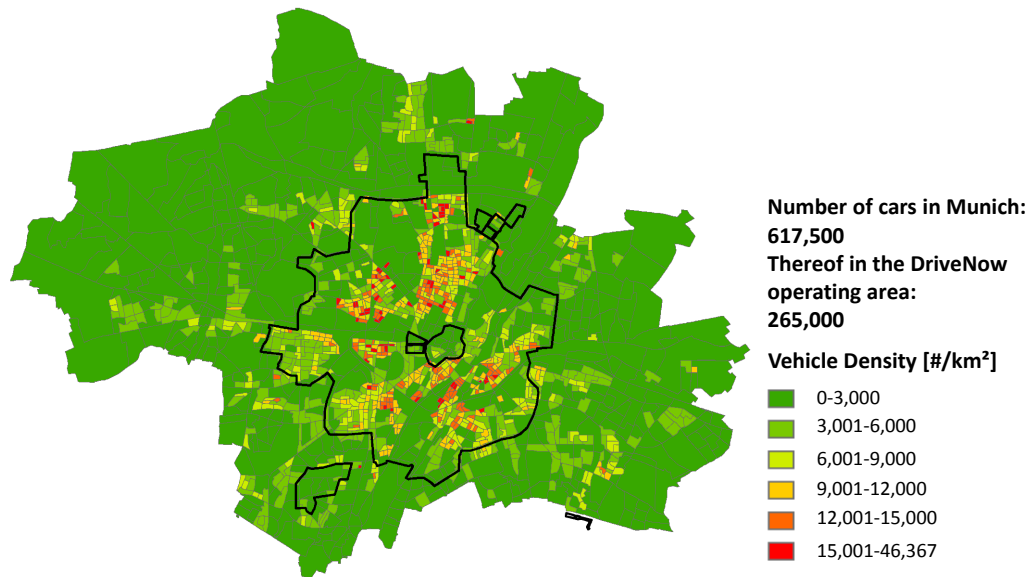 Number of cars in Munich:
617,500
Thereof in the DriveNow
operating area:
265,000
Vehicle Density [#/km²]
0-3,000
3,001-6,000
6,001-9,000
9,001-12,000
12,001-15,000
15,001-46,367